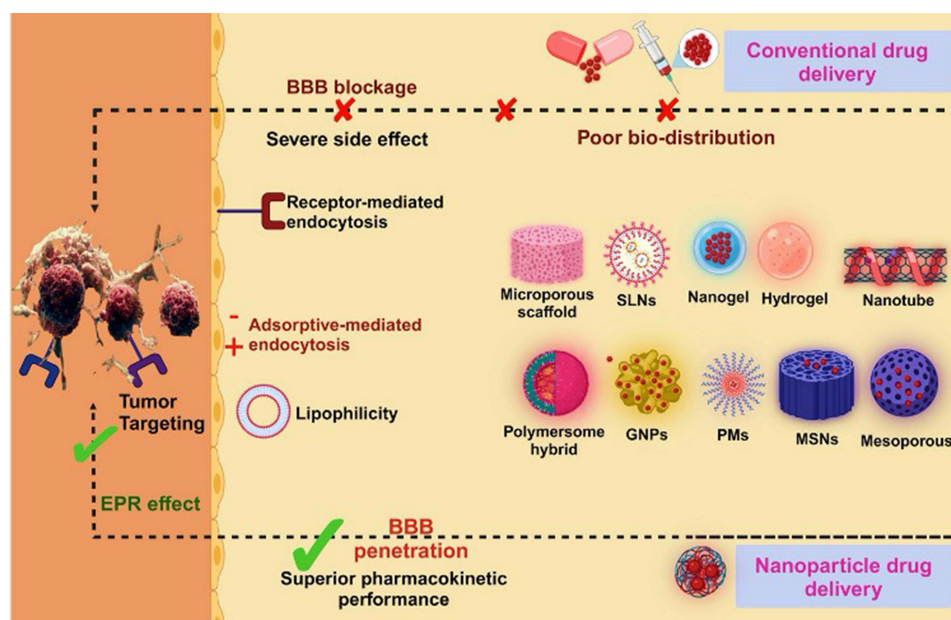 Conventional drug
delivery
BBB blockage
Severe side effect
Poor bio-distribution
Receptor-mediated
endocytosis
Microporous
scaffold
SLNs
Nanogel
Hydrogel
Nanotube
-
+
Adsorptive-mediated
endocytosis
Tumor
Targeting
Lipophilicity
Polymersome
hybrid
GNPs
PMs
MSNs
Mesoporous
EPR effect
BBB
penetration
Superior pharmacokinetic
performance
Nanoparticle drug
delivery